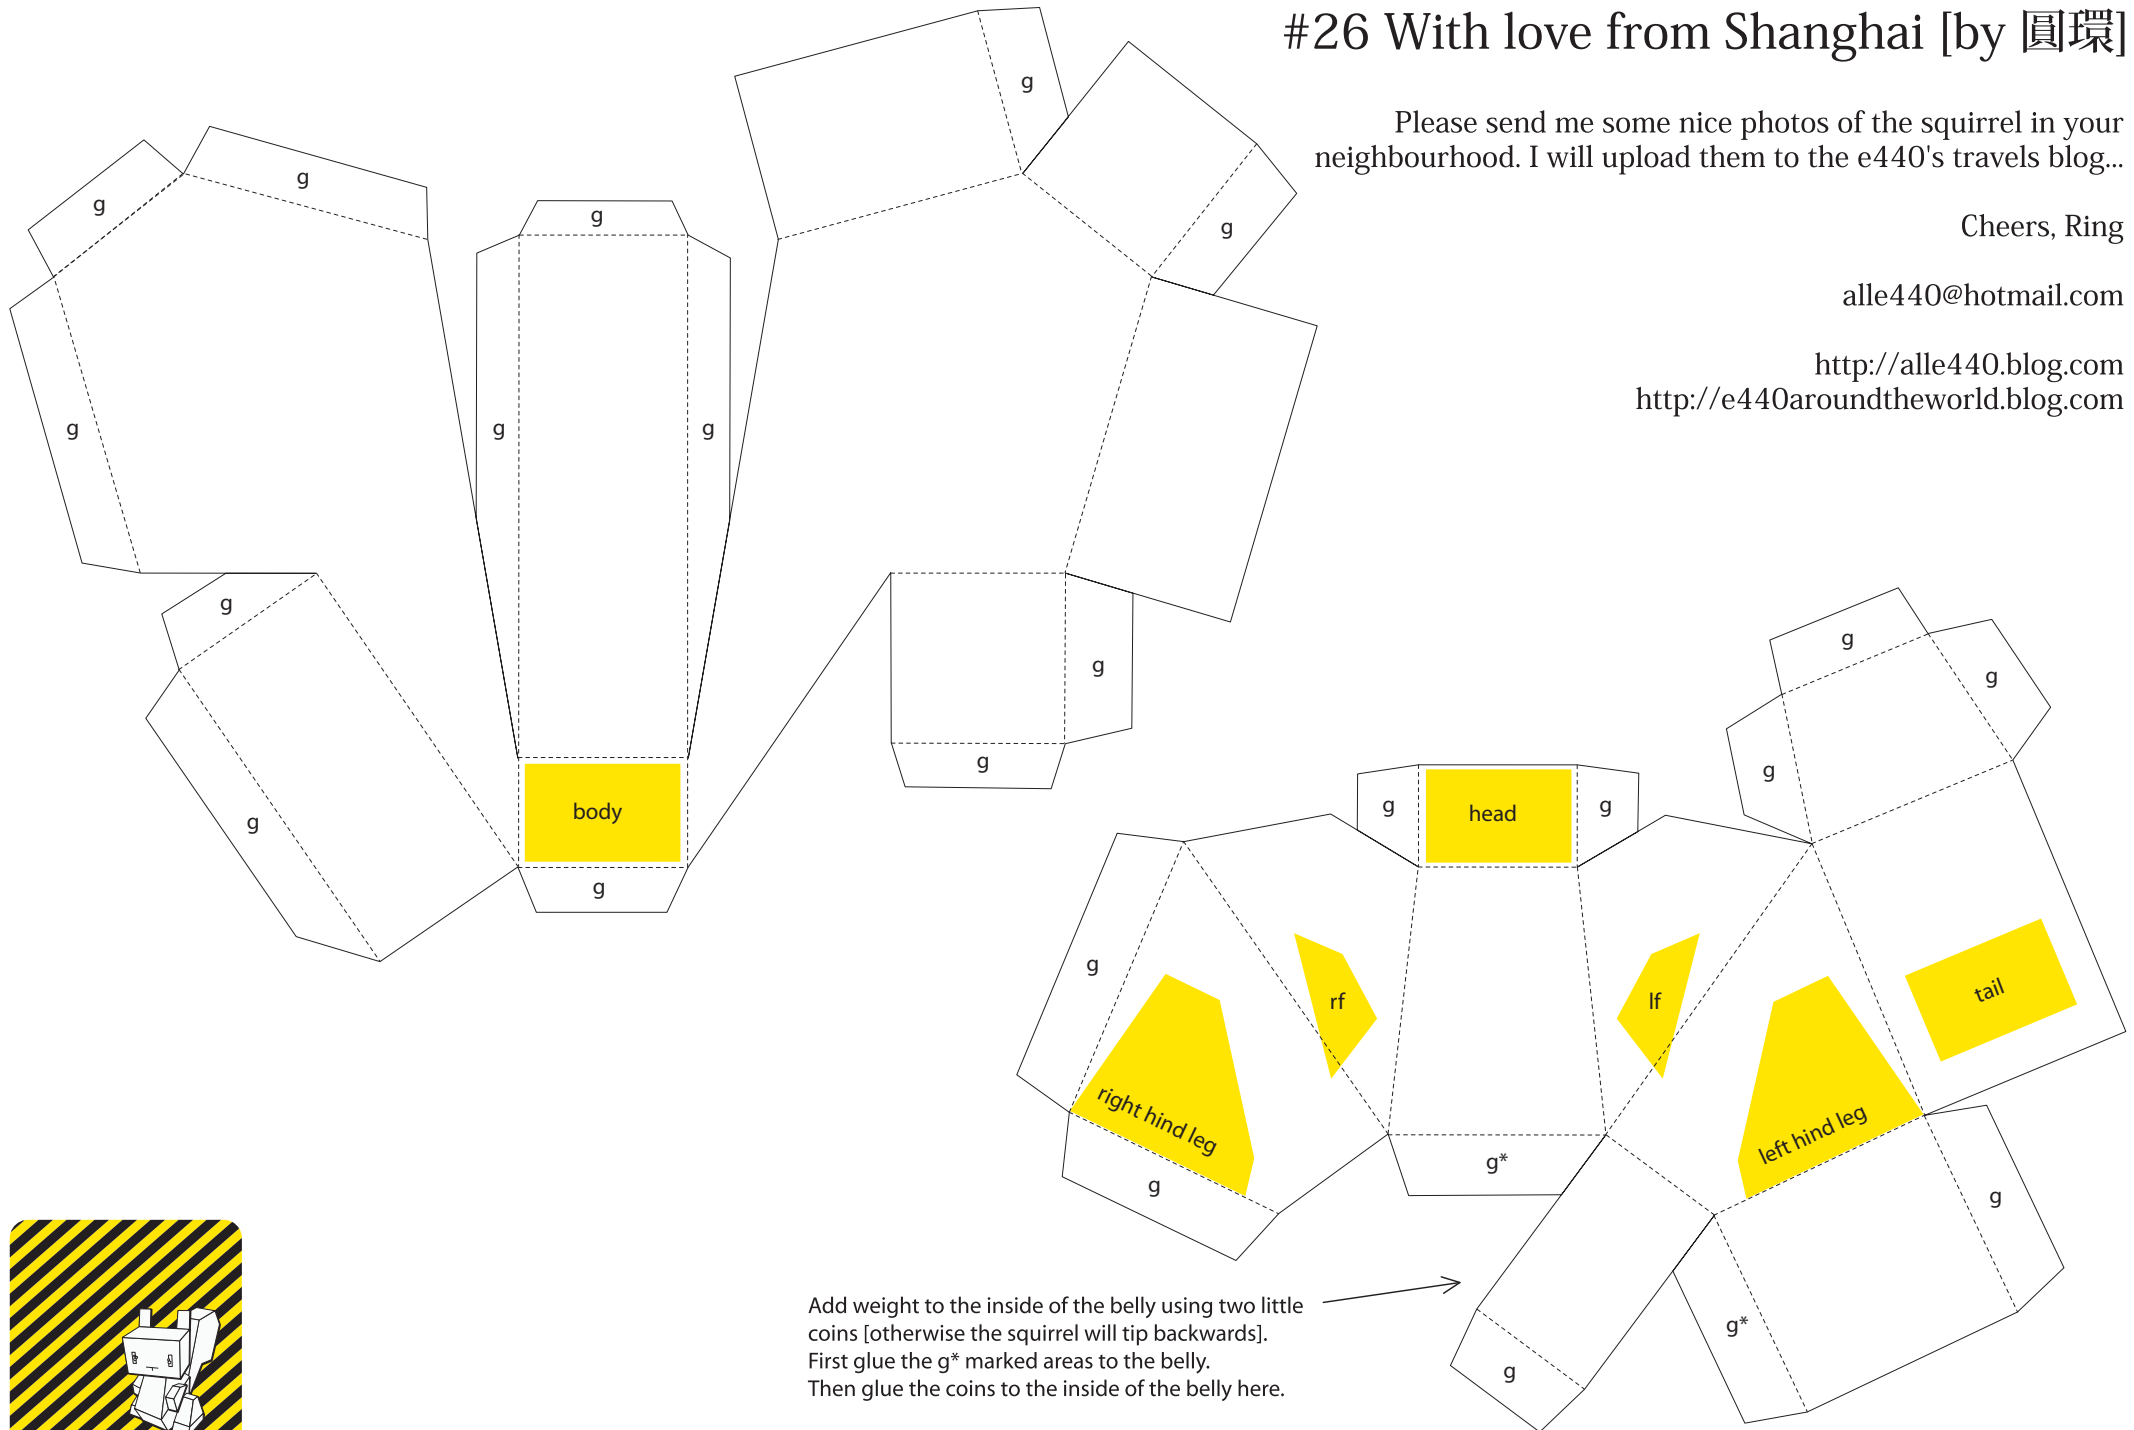 #26 With love from Shanghai [by 圓環]
Please send me some nice photos of the squirrel in your
neighbourhood. I will upload them to the e440's travels blog...
Cheers, Ring
alle440@hotmail.com
http://alle440.blog.com
http://e440aroundtheworld.blog.com
g
g
g
g
g
g
g
g
g
g
g
g
body
g
g
g
g
g
g
head
g
g
rf
lf
tail
right hind leg
left hind leg
g*
g
g
g*
g
Add weight to the inside of the belly using two little
coins [otherwise the squirrel will tip backwards].
First glue the g* marked areas to the belly.
Then glue the coins to the inside of the belly here.